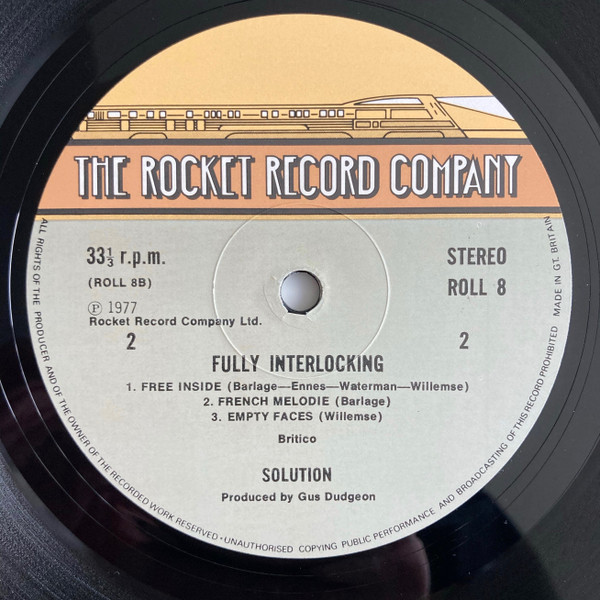 THE ROCKET RECORD COMPANY
33⅓ r.p.m.
(ROLL 8B)
Ⓟ 1977
Rocket Record Company Ltd.
2
STEREO
ROLL 8
2
FULLY INTERLOCKING
1. FREE INSIDE (Barlage—Ennes—Waterman—Willemse)
2. FRENCH MELODIE (Barlage)
3. EMPTY FACES (Willemse)
Britico
SOLUTION
Produced by Gus Dudgeon
ALL RIGHTS OF THE PRODUCER AND OF THE OWNER OF THE RECORDED WORK RESERVED • UNAUTHORISED COPYING PUBLIC PERFORMANCE AND BROADCASTING OF THIS RECORD PROHIBITED MADE IN GT. BRITAIN